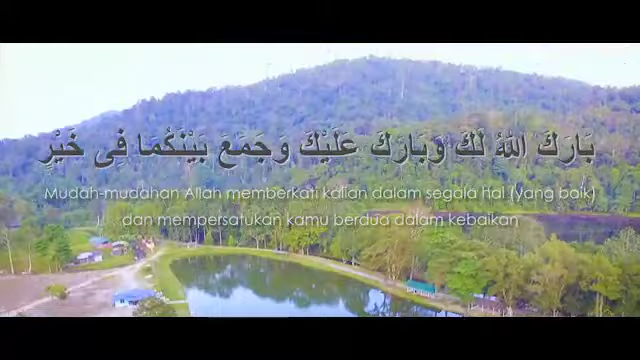 بَارَكَ اللهُ لَكَ وَبَارَكَ عَلَيْكَ وَجَمَعَ بَيْنَكُمَا فِى خَيْرٍ
Mudah-mudahan Allah memberkati kalian dalam segala hal (yang baik)
dan mempersatukan kamu berdua dalam kebaikan